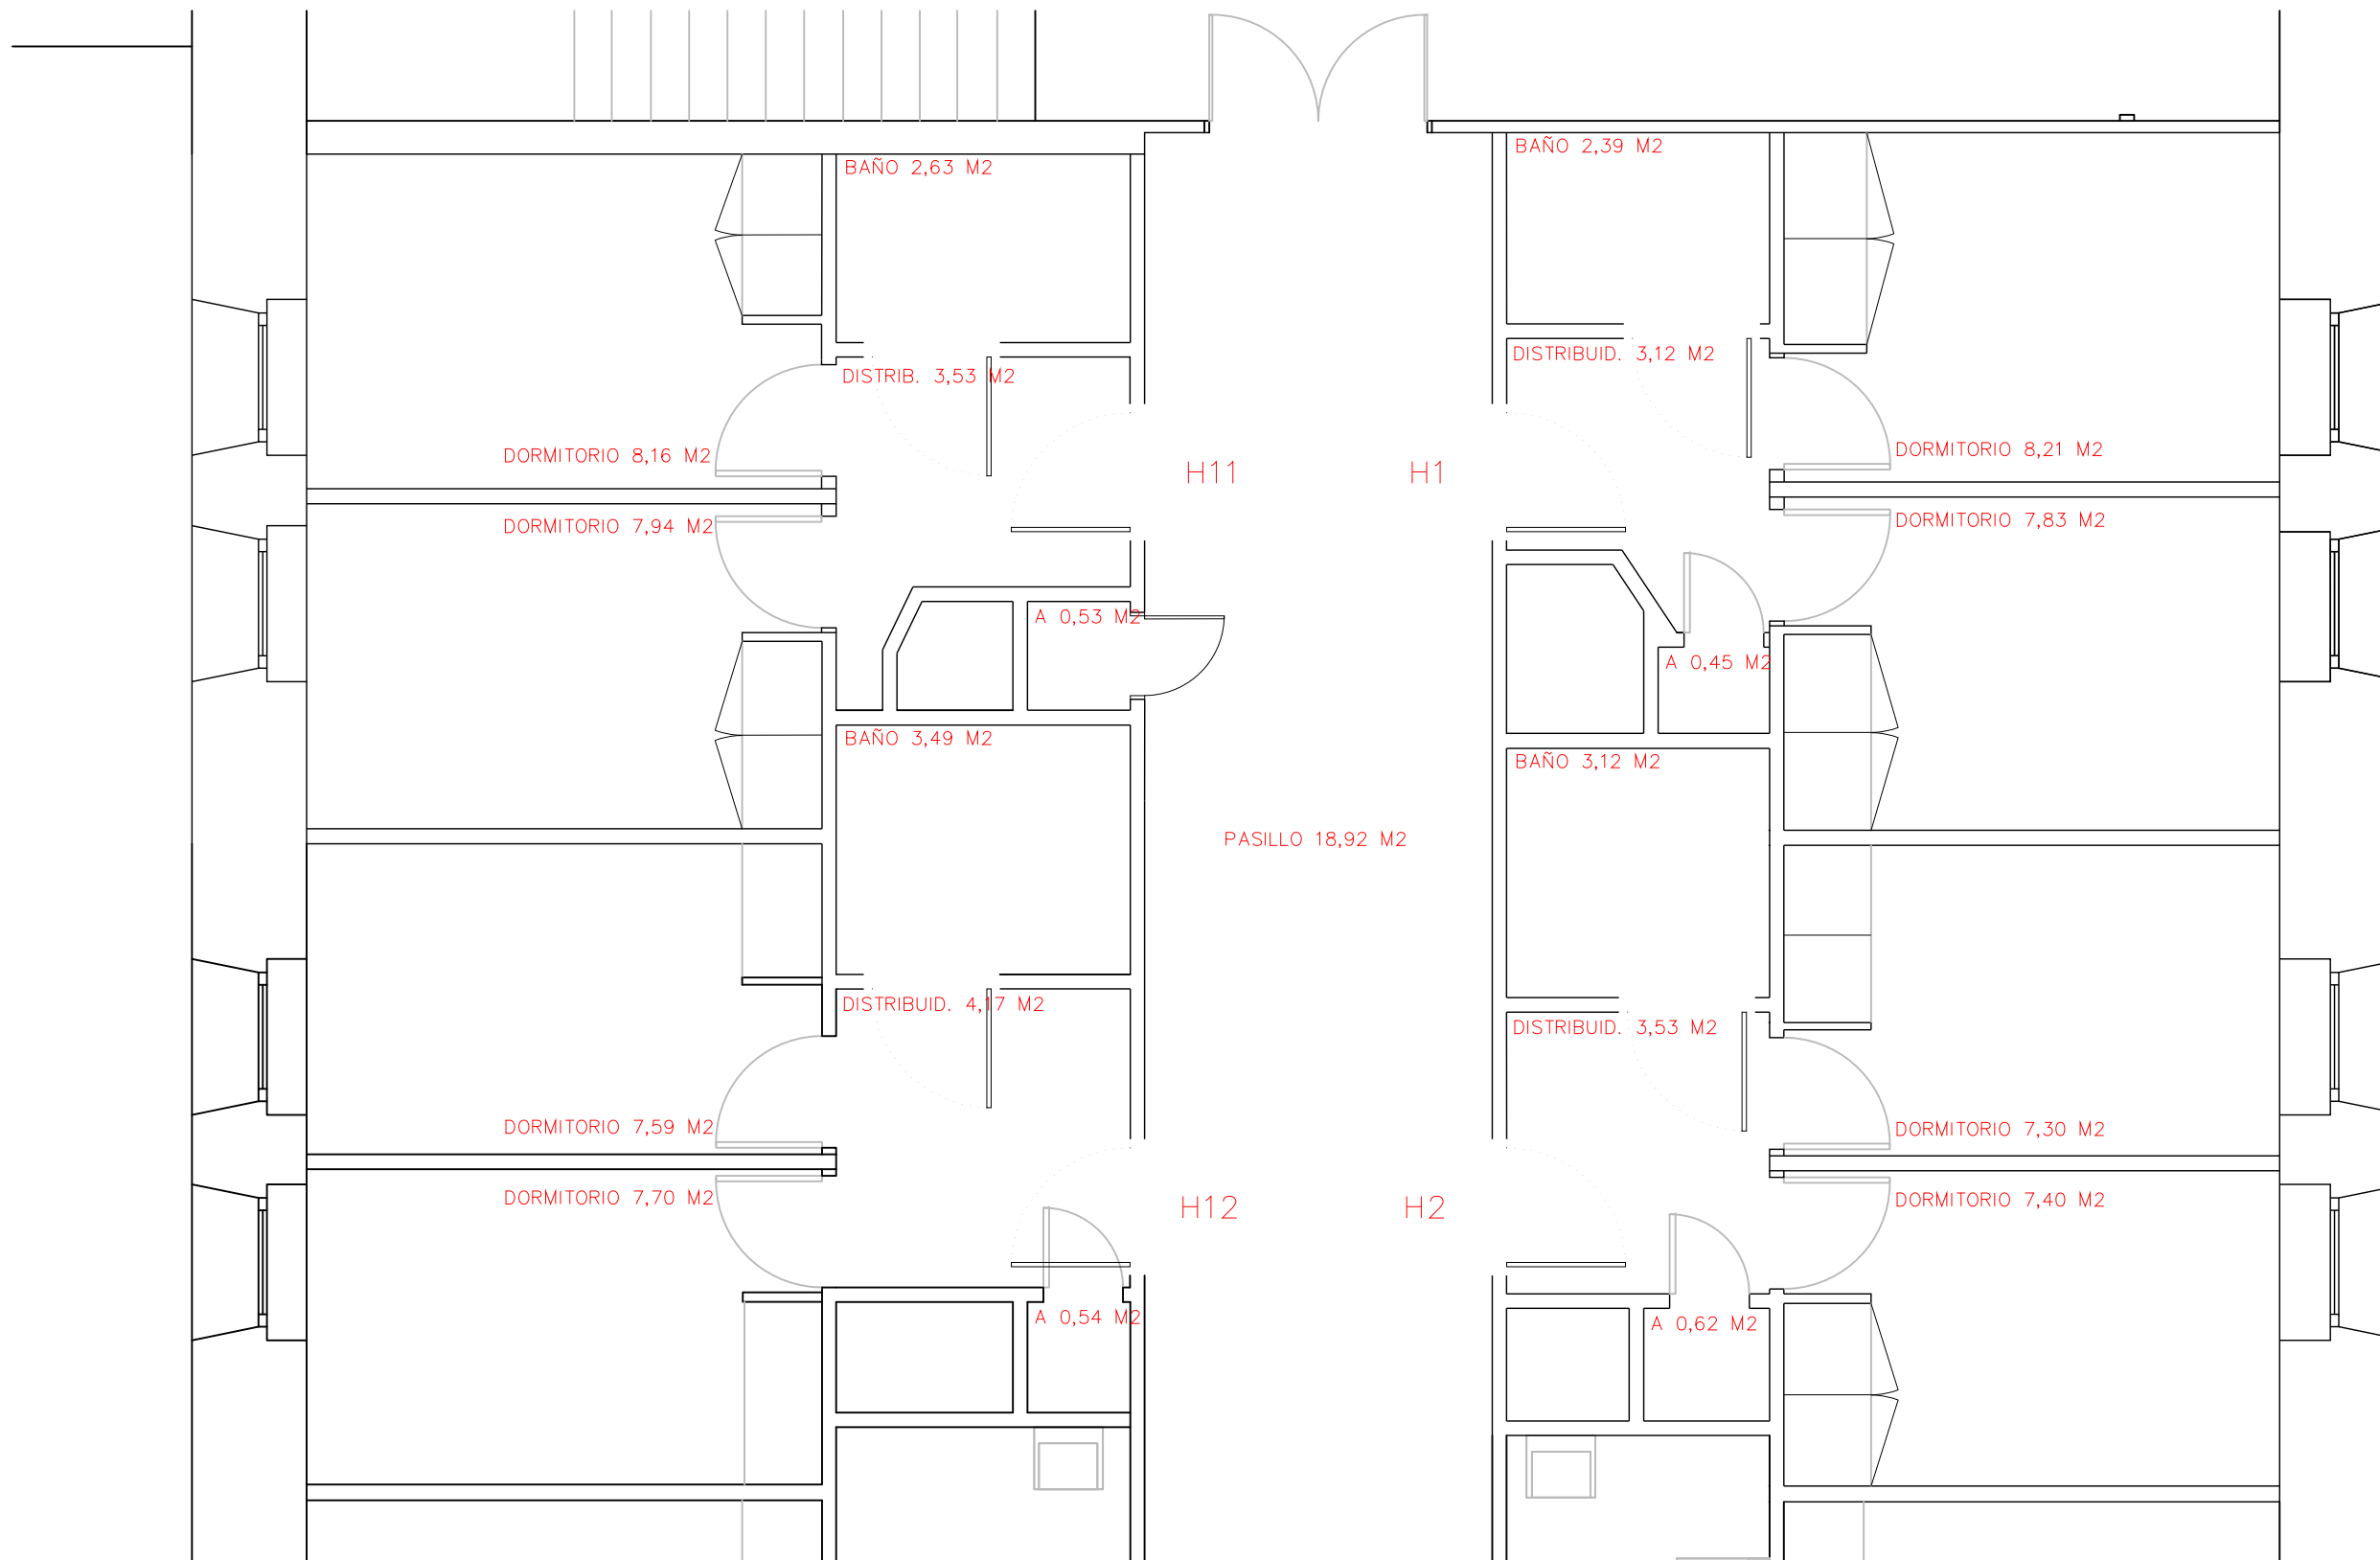 BAÑO 2,39 M2
BAÑO 2,63 M2
DISTRIBUID. 3,12 M2
DISTRIB. 3,53 M2
DORMITORIO 8,16 M2
DORMITORIO 8,21 M2
H11
H1
DORMITORIO 7,94 M2
DORMITORIO 7,83 M2
A 0,53 M2
A 0,45 M2
BAÑO 3,49 M2
BAÑO 3,12 M2
PASILLO 18,92 M2
DISTRIBUID. 4,17 M2
DISTRIBUID. 3,53 M2
DORMITORIO 7,59 M2
DORMITORIO 7,30 M2
DORMITORIO 7,70 M2
H12
H2
DORMITORIO 7,40 M2
A 0,54 M2
A 0,62 M2